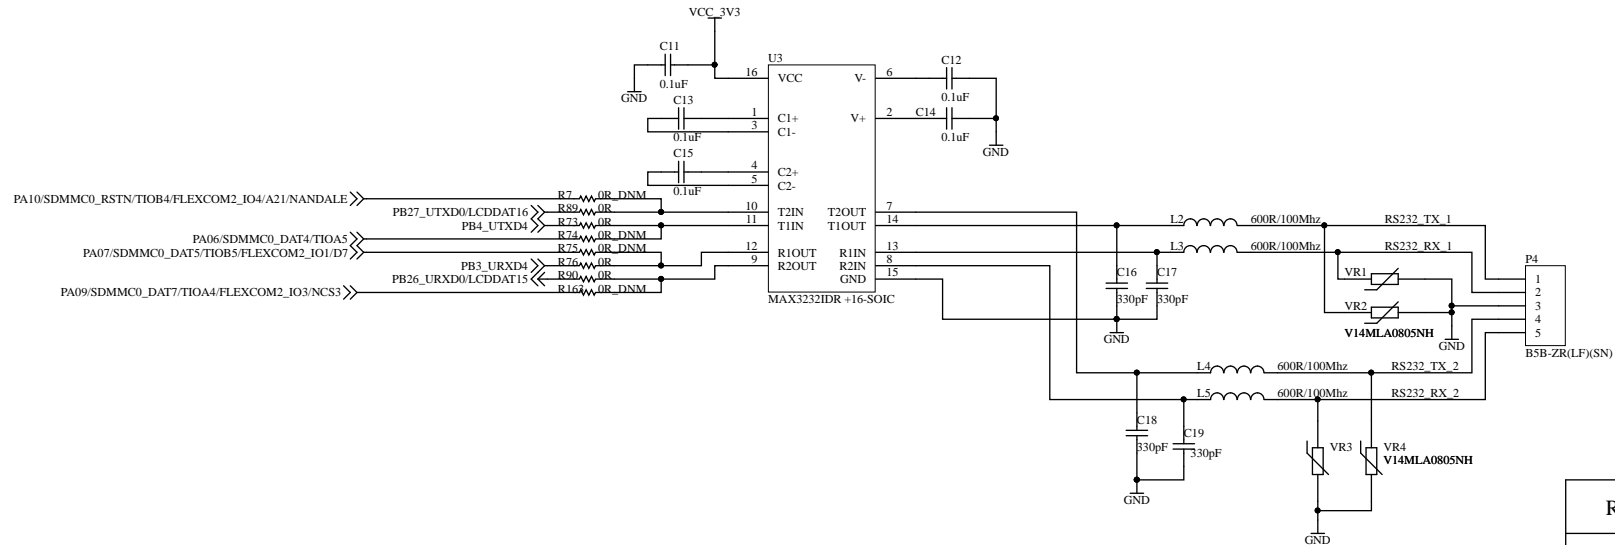 VCC_3V3
C11
0.1uF
GND
U3
16 VCC
V- 6
C12
0.1uF
C13
0.1uF
1 C1+
3 C1-
V+ 2
C14
0.1uF
GND
C15
0.1uF
4 C2+
5 C2-
PA10/SDMMC0_RSTN/TIOB4/FLEXCOM2_IO4/A21/NANDALE
R7 0R_DNM
PB27_UTXD0/LCDDAT16
R89 0R
10 T2IN
T2OUT 7
PB4_UTXD4
R73 0R
11 T1IN
T1OUT 14
L2 600R/100Mhz
RS232_TX_1
PA06/SDMMC0_DAT4/TIOA5
R74 0R_DNM
PA07/SDMMC0_DAT5/TIOB5/FLEXCOM2_IO1/D7
R75 0R_DNM
12 R1OUT
R1IN 13
L3 600R/100Mhz
RS232_RX_1
PB3_URXD4
R76 0R
9 R2OUT
R2IN 8
PB26_URXD0/LCDDAT15
R90 0R
GND 15
PA09/SDMMC0_DAT7/TIOA4/FLEXCOM2_IO3/NCS3
R163 0R_DNM
MAX3232IDR +16-SOIC
C16
330pF
C17
330pF
GND
VR1
VR2
V14MLA0805NH
GND
P4
1
2
3
4
5
B5B-ZR(LF)(SN)
L4 600R/100Mhz
RS232_TX_2
L5 600R/100Mhz
RS232_RX_2
C18
330pF
C19
330pF
GND
VR3
VR4
V14MLA0805NH
GND
R